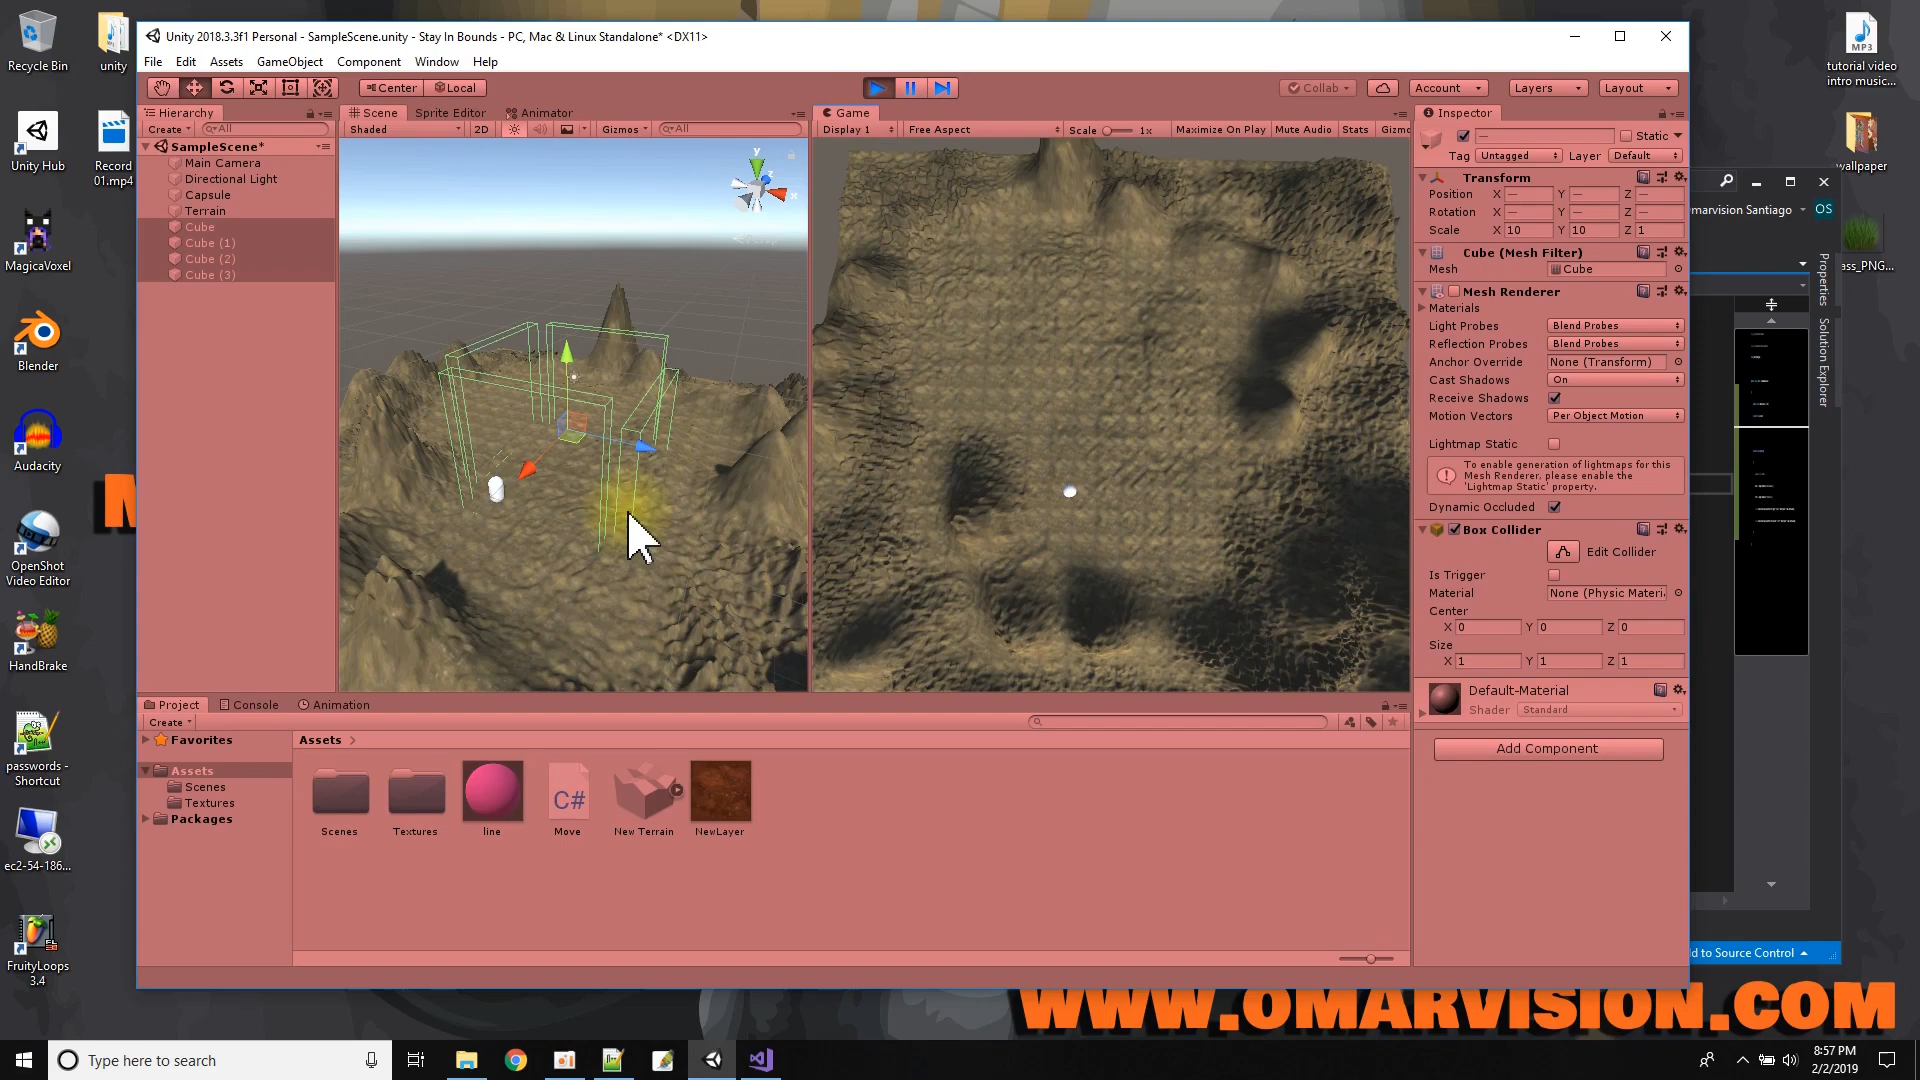 Recycle Bin
unity
Unity Hub
Record
01.mp4
MagicaVoxel
Blender
Audacity
OpenShot
Video Editor
HandBrake
passwords -
Shortcut
ec2-54-186...
FruityLoops
3.4
Unity 2018.3.3f1 Personal - SampleScene.unity - Stay In Bounds - PC, Mac & Linux Standalone* <DX11>
File Edit Assets GameObject Component Window Help
Center Local
Collab Account Layers Layout
Hierarchy
Create All
SampleScene*
Main Camera
Directional Light
Capsule
Terrain
Cube
Cube (1)
Cube (2)
Cube (3)
Scene Sprite Editor Animator
Shaded 2D Gizmos All
y
x
Game
Display 1 Free Aspect Scale 1x Maximize On Play Mute Audio Stats Gizmo
Inspector
Static
Tag Untagged Layer Default
Transform
Position X — Y — Z —
Rotation X — Y — Z —
Scale X 10 Y 10 Z 1
Cube (Mesh Filter)
Mesh Cube
Mesh Renderer
Materials
Light Probes Blend Probes
Reflection Probes Blend Probes
Anchor Override None (Transform)
Cast Shadows On
Receive Shadows
Motion Vectors Per Object Motion
Lightmap Static
To enable generation of lightmaps for this
Mesh Renderer, please enable the
'Lightmap Static' property.
Dynamic Occluded
Box Collider
Edit Collider
Is Trigger
Material None (Physic Materi
Center
X 0 Y 0 Z 0
Size
X 1 Y 1 Z 1
Default-Material
Shader Standard
Add Component
Project Console Animation
Create
Favorites
Assets
Scenes
Textures
Packages
Assets >
Scenes
Textures
line
C#
Move
New Terrain
NewLayer
tutorial video
intro music...
MP3
wallpaper
marvision Santiago OS
ass_PNG...
Properties
Solution Explorer
d to Source Control
WWW.OMARVISION.COM
Type here to search
8:57 PM
2/2/2019